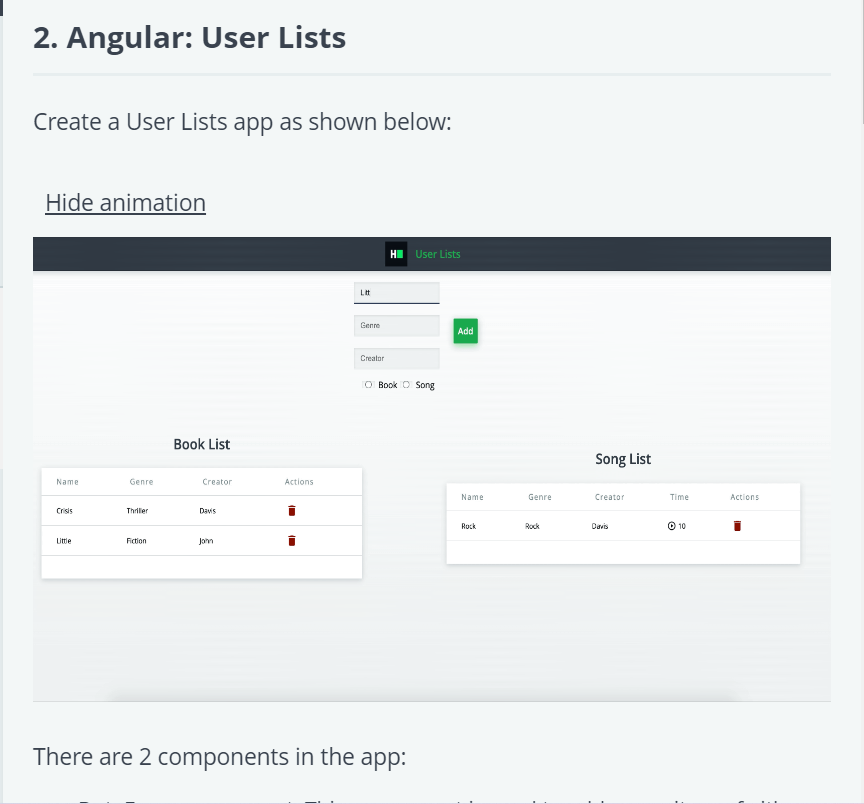 2. Angular: User Lists
Create a User Lists app as shown below:
Hide animation
H User Lists
Litt
Genre
Add
Creator
Book Song
Book List
Name Genre Creator Actions
Crisis Thriller Davis
Little Fiction John
Song List
Name Genre Creator Time Actions
Rock Rock Davis 10
There are 2 components in the app: